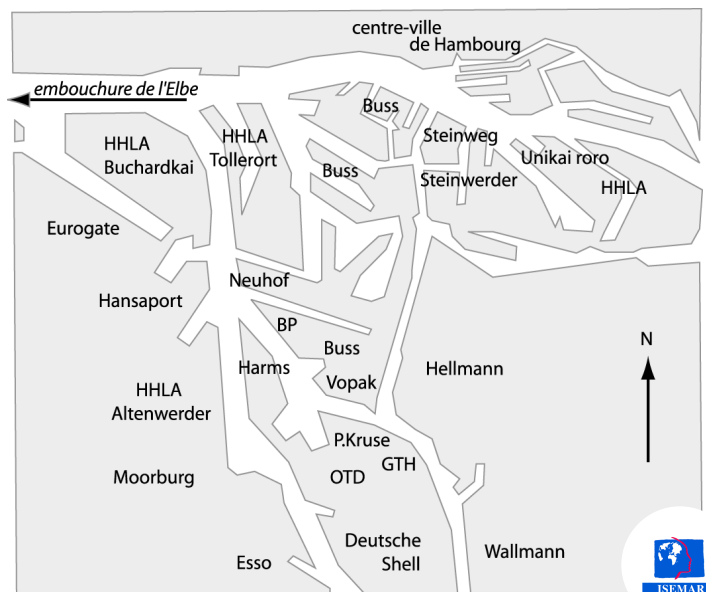 centre-ville
de Hambourg
embouchure de l'Elbe
Buss
HHLA
Buchardkai
HHLA
Tollerort
Steinweg
Buss
Steinwerder
Unikai roro
HHLA
Eurogate
Neuhof
Hansaport
BP
Buss
N
Harms
Vopak
Hellmann
HHLA
Altenwerder
P.Kruse
GTH
OTD
Moorburg
Deutsche
Shell
Esso
Wallmann
ISEMAR